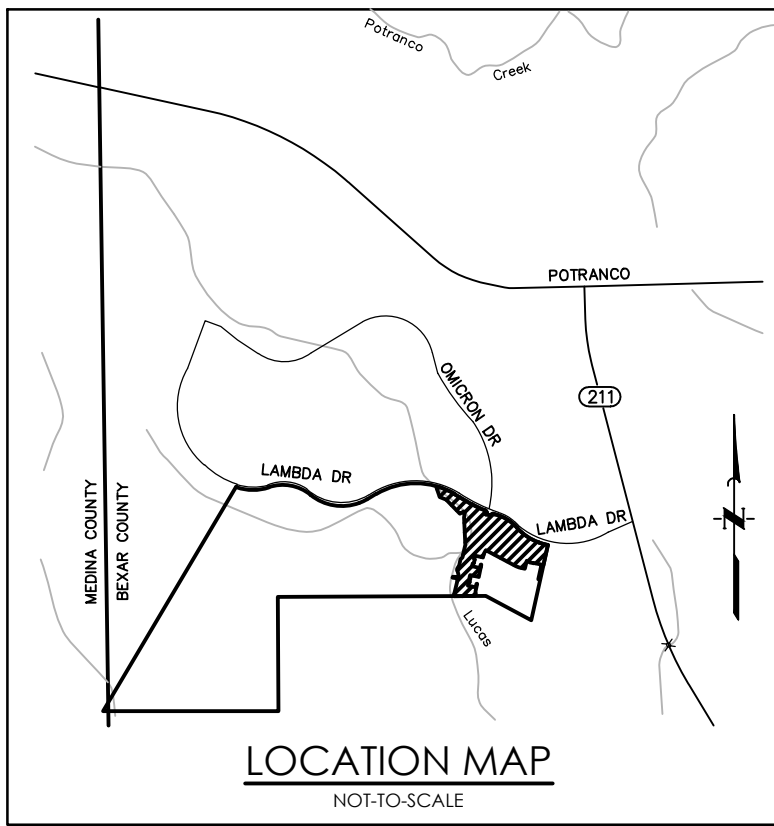 Potranco
Creek
POTRANCO
211
OMICRON DR
LAMBDA DR
LAMBDA DR
MEDINA COUNTY
BEXAR COUNTY
N
Lucas
LOCATION MAP
NOT-TO-SCALE